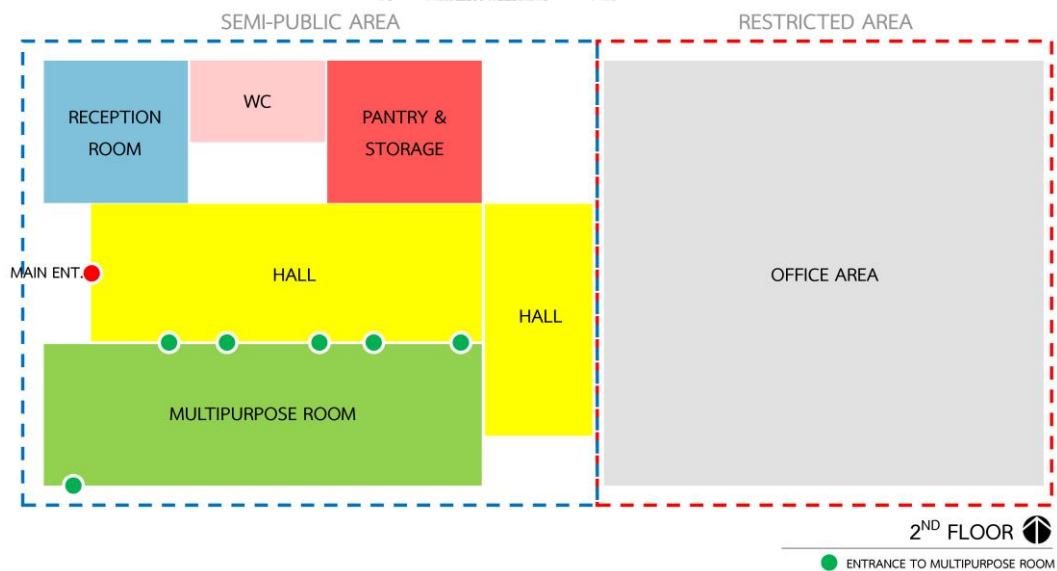 SEMI-PUBLIC AREA
RESTRICTED AREA
RECEPTION
ROOM
WC
PANTRY &
STORAGE
MAIN ENT.
HALL
HALL
OFFICE AREA
MULTIPURPOSE ROOM
2ND FLOOR
ENTRANCE TO MULTIPURPOSE ROOM